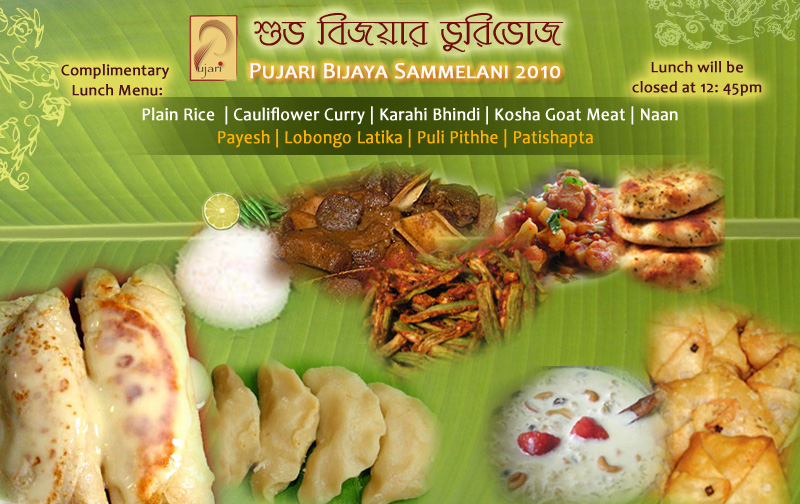 শুভ বিজয়ার ভুরিভোজ
Pujari
PUJARI BIJAYA SAMMELANI 2010
Complimentary
Lunch Menu:
Lunch will be
closed at 12: 45pm
Plain Rice | Cauliflower Curry | Karahi Bhindi | Kosha Goat Meat | Naan
Payesh | Lobongo Latika | Puli Pithhe | Patishapta